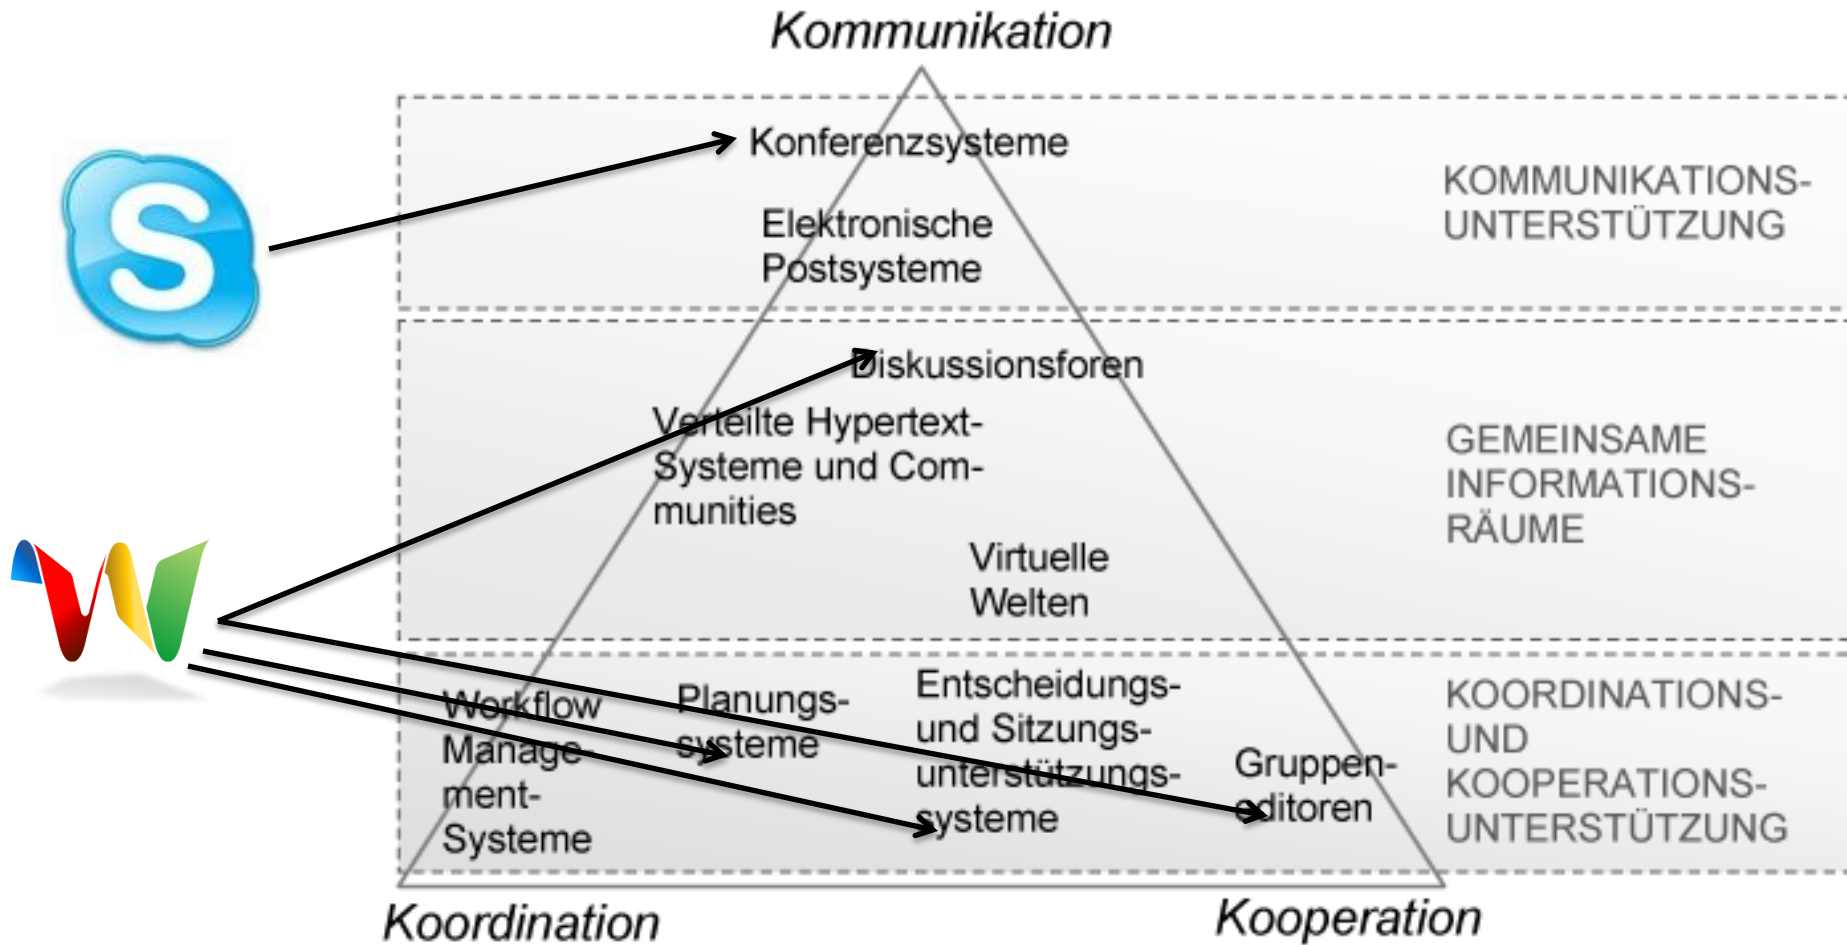 Kommunikation
Konferenzsysteme
Elektronische
Postsysteme
KOMMUNIKATIONS-
UNTERSTÜTZUNG
S
Diskussionsforen
Verteilte Hypertext-
Systeme und Com-
munities
Virtuelle
Welten
GEMEINSAME
INFORMATIONS-
RÄUME
Workflow
Manage-
ment-
Systeme
Planungs-
systeme
Entscheidungs-
und Sitzungs-
unterstützungs-
systeme
Gruppen-
editoren
KOORDINATIONS-
UND
KOOPERATIONS-
UNTERSTÜTZUNG
Koordination
Kooperation